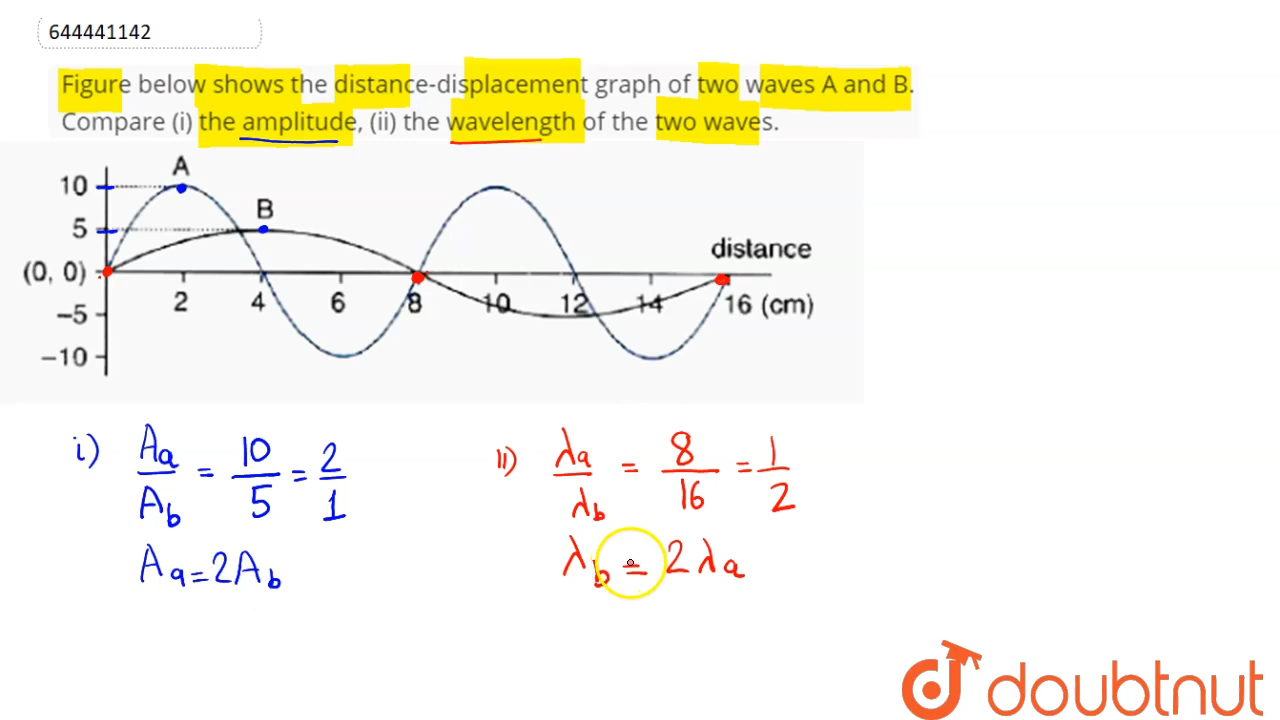 644441142
Figure below shows the distance-displacement graph of two waves A and B.
Compare (i) the amplitude, (ii) the wavelength of the two waves.
A
10
B
5
distance
(0, 0)
2 4 6 8 10 12 14 16 (cm)
−5
−10
i) Aa/Ab = 10/5 = 2/1
Aa = 2Ab
ii) λa/λb = 8/16 = 1/2
λb = 2λa
doubtnut